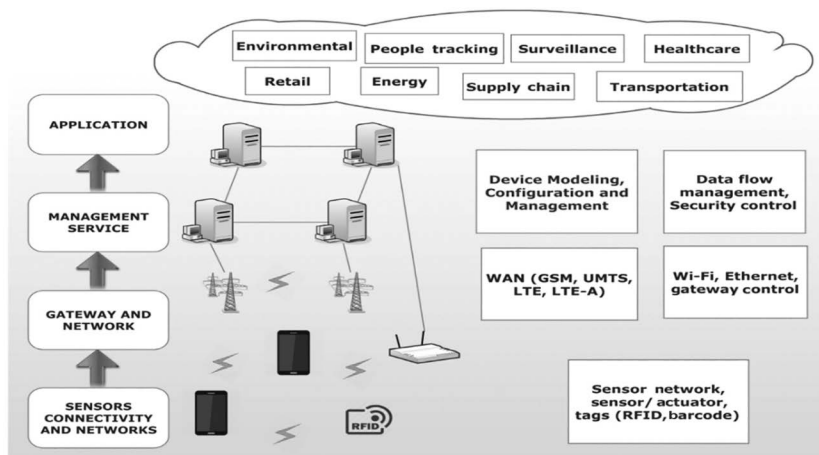 Environmental
People tracking
Surveillance
Healthcare
Retail
Energy
Supply chain
Transportation
APPLICATION
MANAGEMENT
SERVICE
GATEWAY AND
NETWORK
SENSORS
CONNECTIVITY
AND NETWORKS
Device Modeling,
Configuration and
Management
Data flow
management,
Security control
WAN (GSM, UMTS,
LTE, LTE-A)
Wi-Fi, Ethernet,
gateway control
Sensor network,
sensor/actuator,
tags (RFID,barcode)
RFID